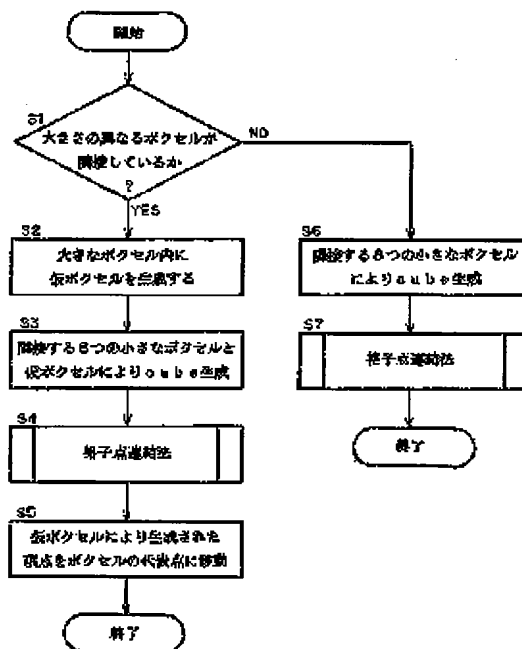 開始
S1
大きさの異なるボクセルが
隣接しているか
?
NO
YES
S2
大きなボクセル内に
仮ボクセルを生成する
S3
隣接する8つの小さなボクセルと
仮ボクセルによりcube生成
S4
格子点連結法
S5
仮ボクセルにより生成された
頂点をボクセルの代表点に移動
終了
S6
隣接する8つの小さなボクセル
によりcube生成
S7
格子点連結法
終了